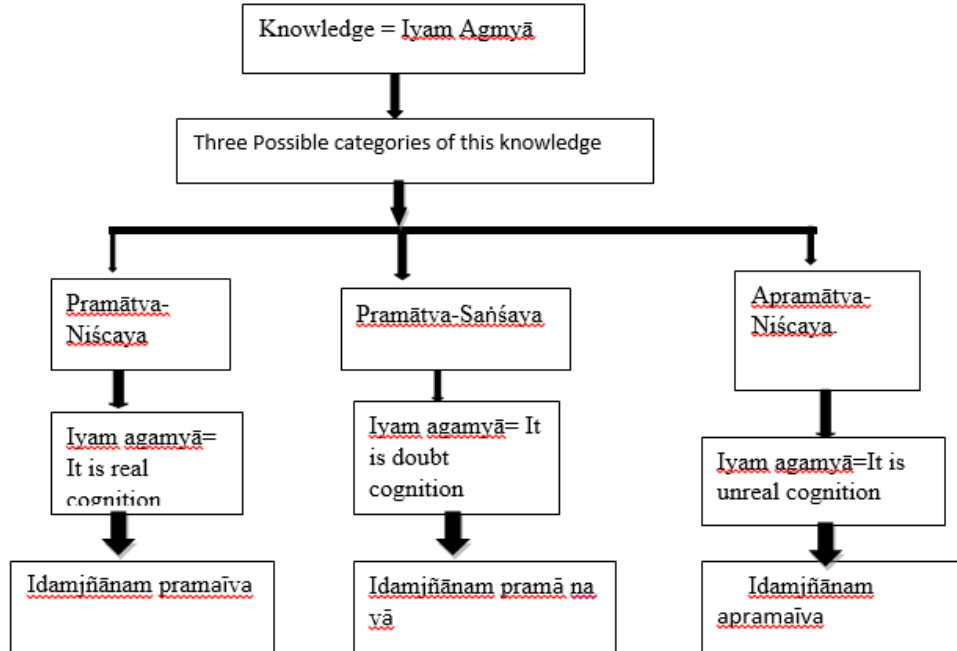 Knowledge = Iyam Agmyā
Three Possible categories of this knowledge
Pramātva-
Niścaya
Pramātva-Saṅśaya
Apramātva-
Niścaya.
Iyam agamyā=
It is real
cognition
Iyam agamyā= It
is doubt
cognition
Iyam agamyā=It is
unreal cognition
Idamjñānam pramaīva
Idamjñānam pramā na
vā
Idamjñānam
apramaīva